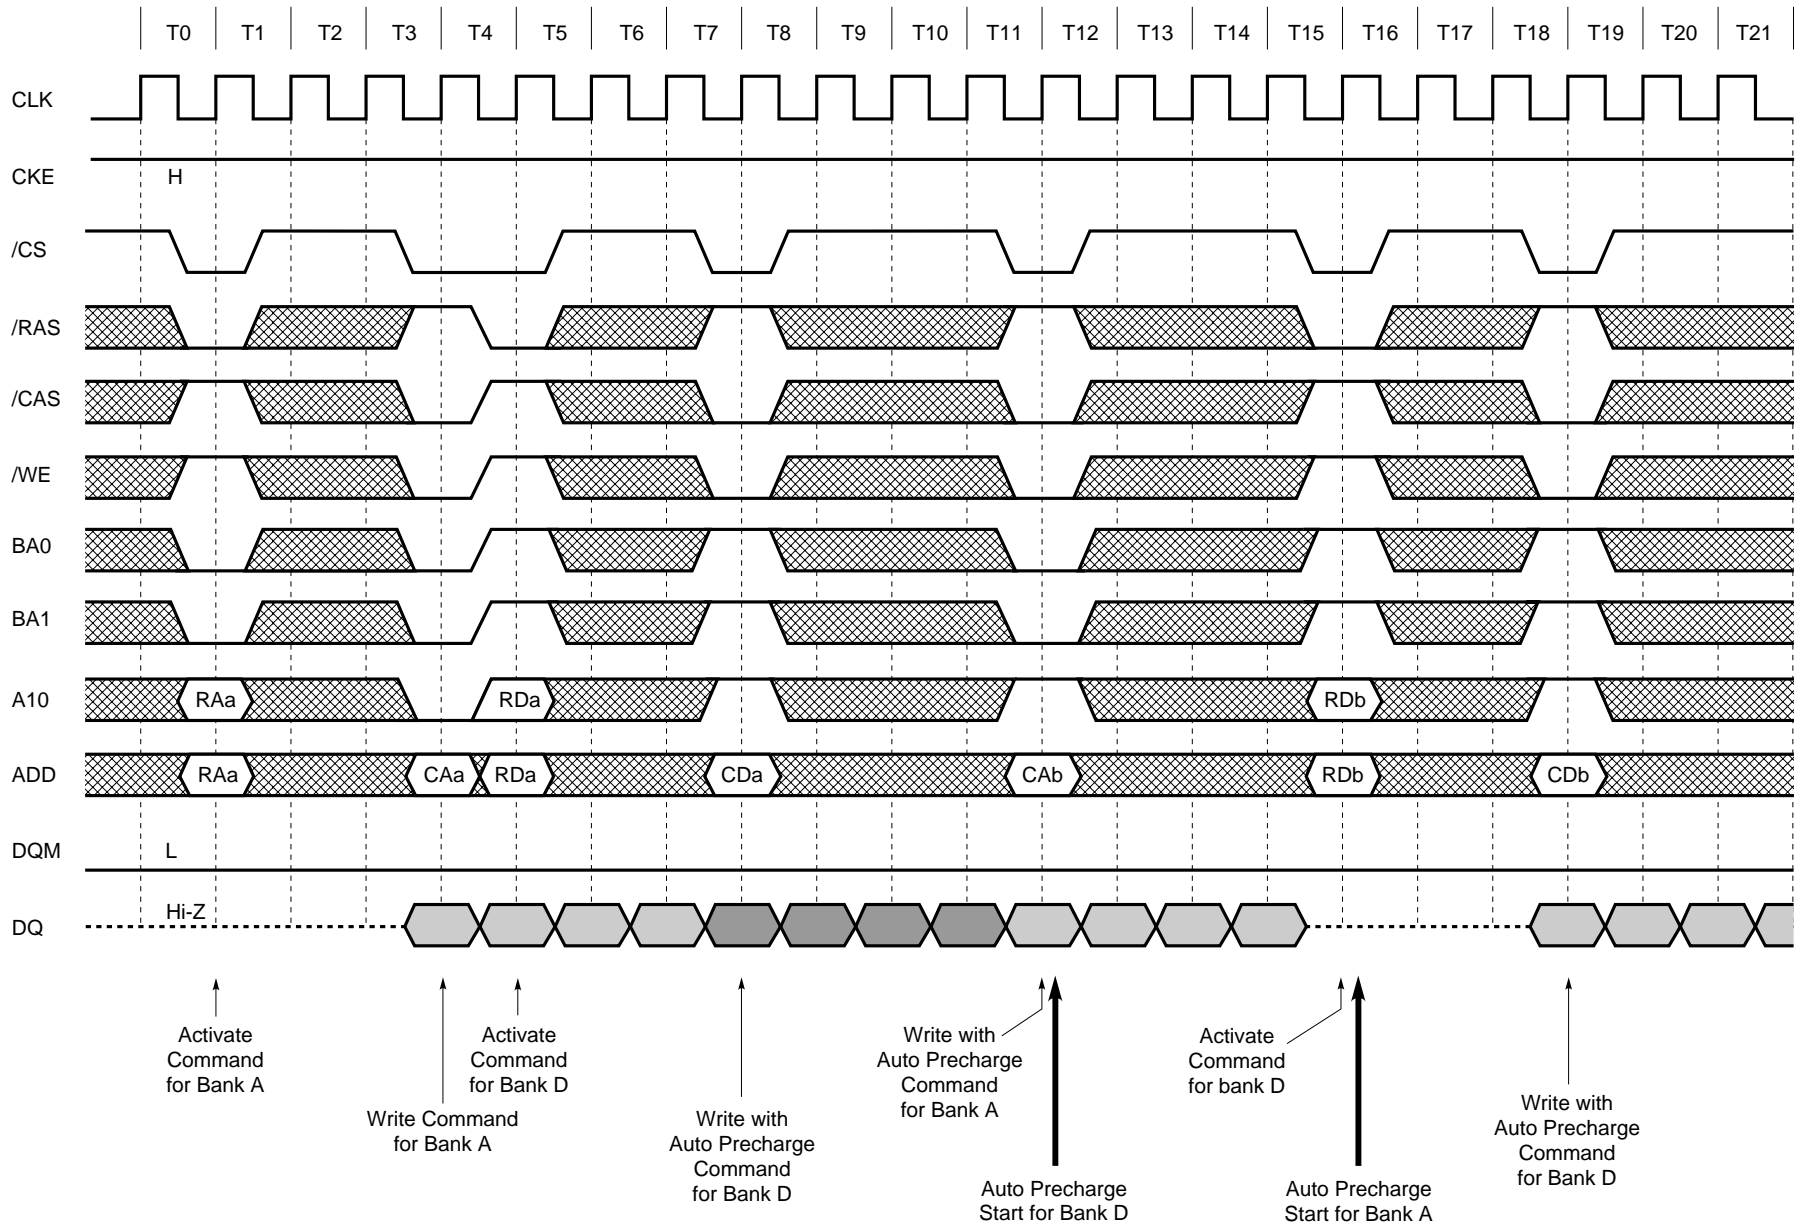 T0 T1 T2 T3 T4 T5 T6 T7 T8 T9 T10 T11 T12 T13 T14 T15 T16 T17 T18 T19 T20 T21
CLK
CKE H
/CS
/RAS
/CAS
/WE
BA0
BA1
A10 RAa RDa RDb
ADD RAa CAa RDa CDa CAb RDb CDb
DQM L
DQ Hi-Z
Activate
Command
for Bank A
Write Command
for Bank A
Activate
Command
for Bank D
Write with
Auto Precharge
Command
for Bank D
Write with
Auto Precharge
Command
for Bank A
Auto Precharge
Start for Bank D
Activate
Command
for bank D
Auto Precharge
Start for Bank A
Write with
Auto Precharge
Command
for Bank D